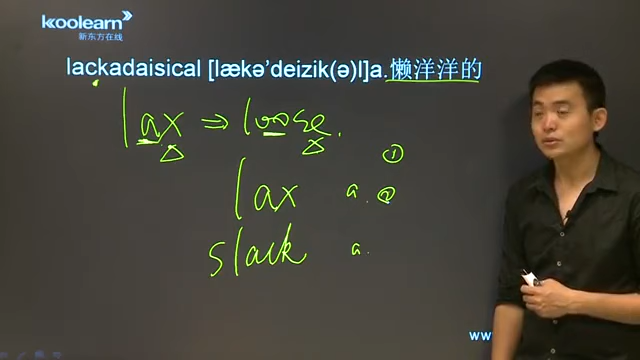 koolearn
新东方在线
lackadaisical [lækə'deizik(ə)l]a.懒洋洋的
lax ⇒ loose.
①
lax a. ②
slack a.
ww